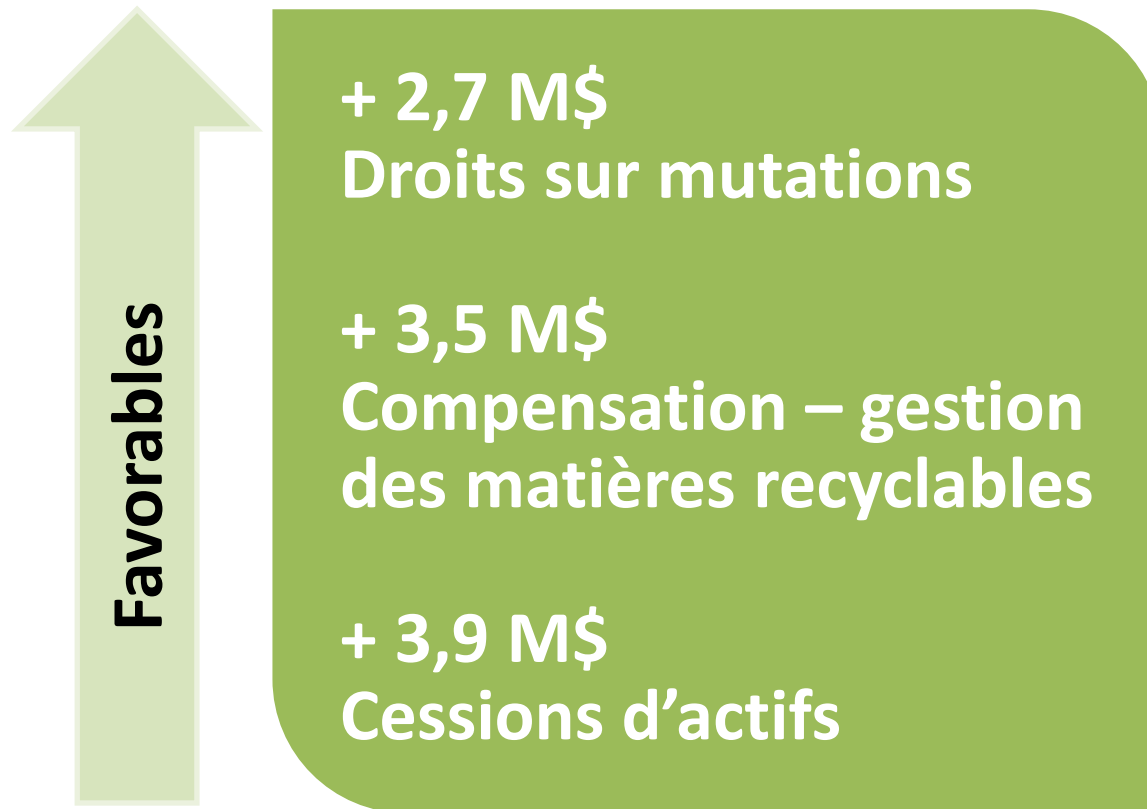 Favorables
+ 2,7 M$
Droits sur mutations
+ 3,5 M$
Compensation – gestion
des matières recyclables
+ 3,9 M$
Cessions d’actifs